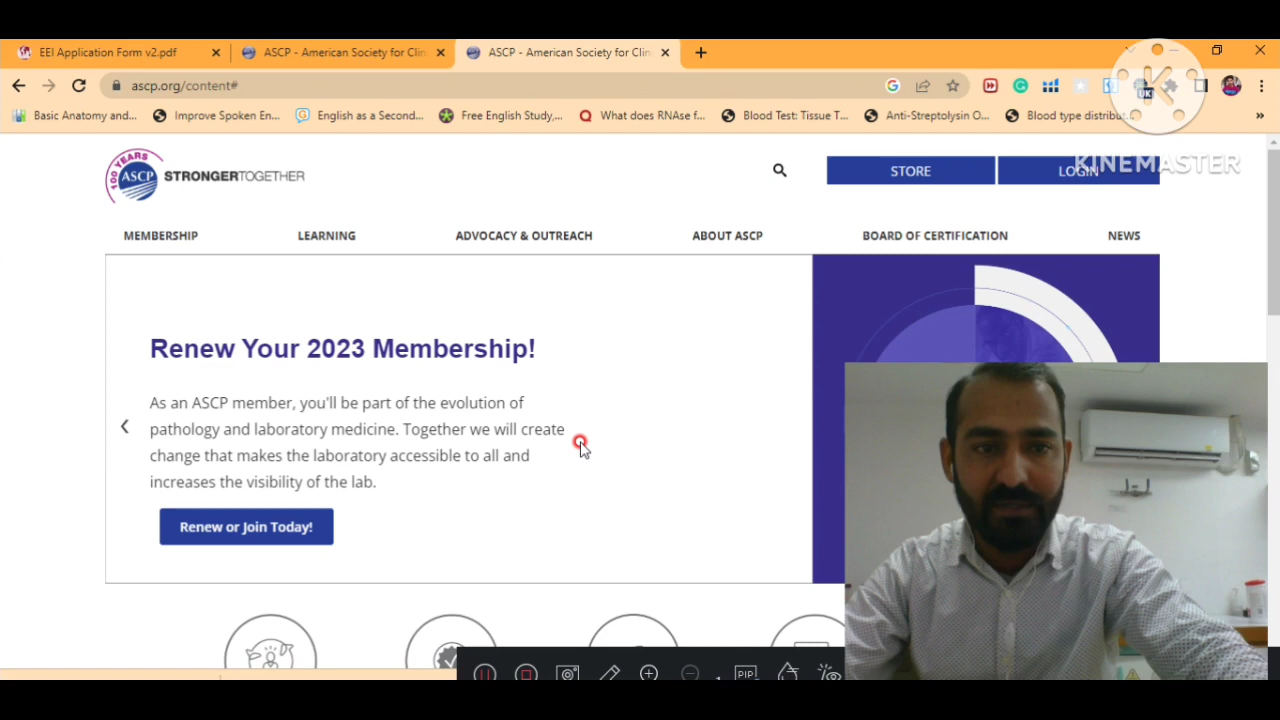 EEI Application Form v2.pdf
ASCP - American Society for Clin
ASCP - American Society for Clin
ascp.org/content#
Basic Anatomy and...
Improve Spoken En...
English as a Second...
Free English Study,...
What does RNAse f...
Blood Test: Tissue T...
Anti-Streptolysin O...
Blood type distribut...
UK
K
KINEMASTER
100 YEARS
ASCP
STRONGERTOGETHER
STORE
LOGIN
MEMBERSHIP
LEARNING
ADVOCACY & OUTREACH
ABOUT ASCP
BOARD OF CERTIFICATION
NEWS
Renew Your 2023 Membership!
As an ASCP member, you'll be part of the evolution of
pathology and laboratory medicine. Together we will create
change that makes the laboratory accessible to all and
increases the visibility of the lab.
Renew or Join Today!
PIP